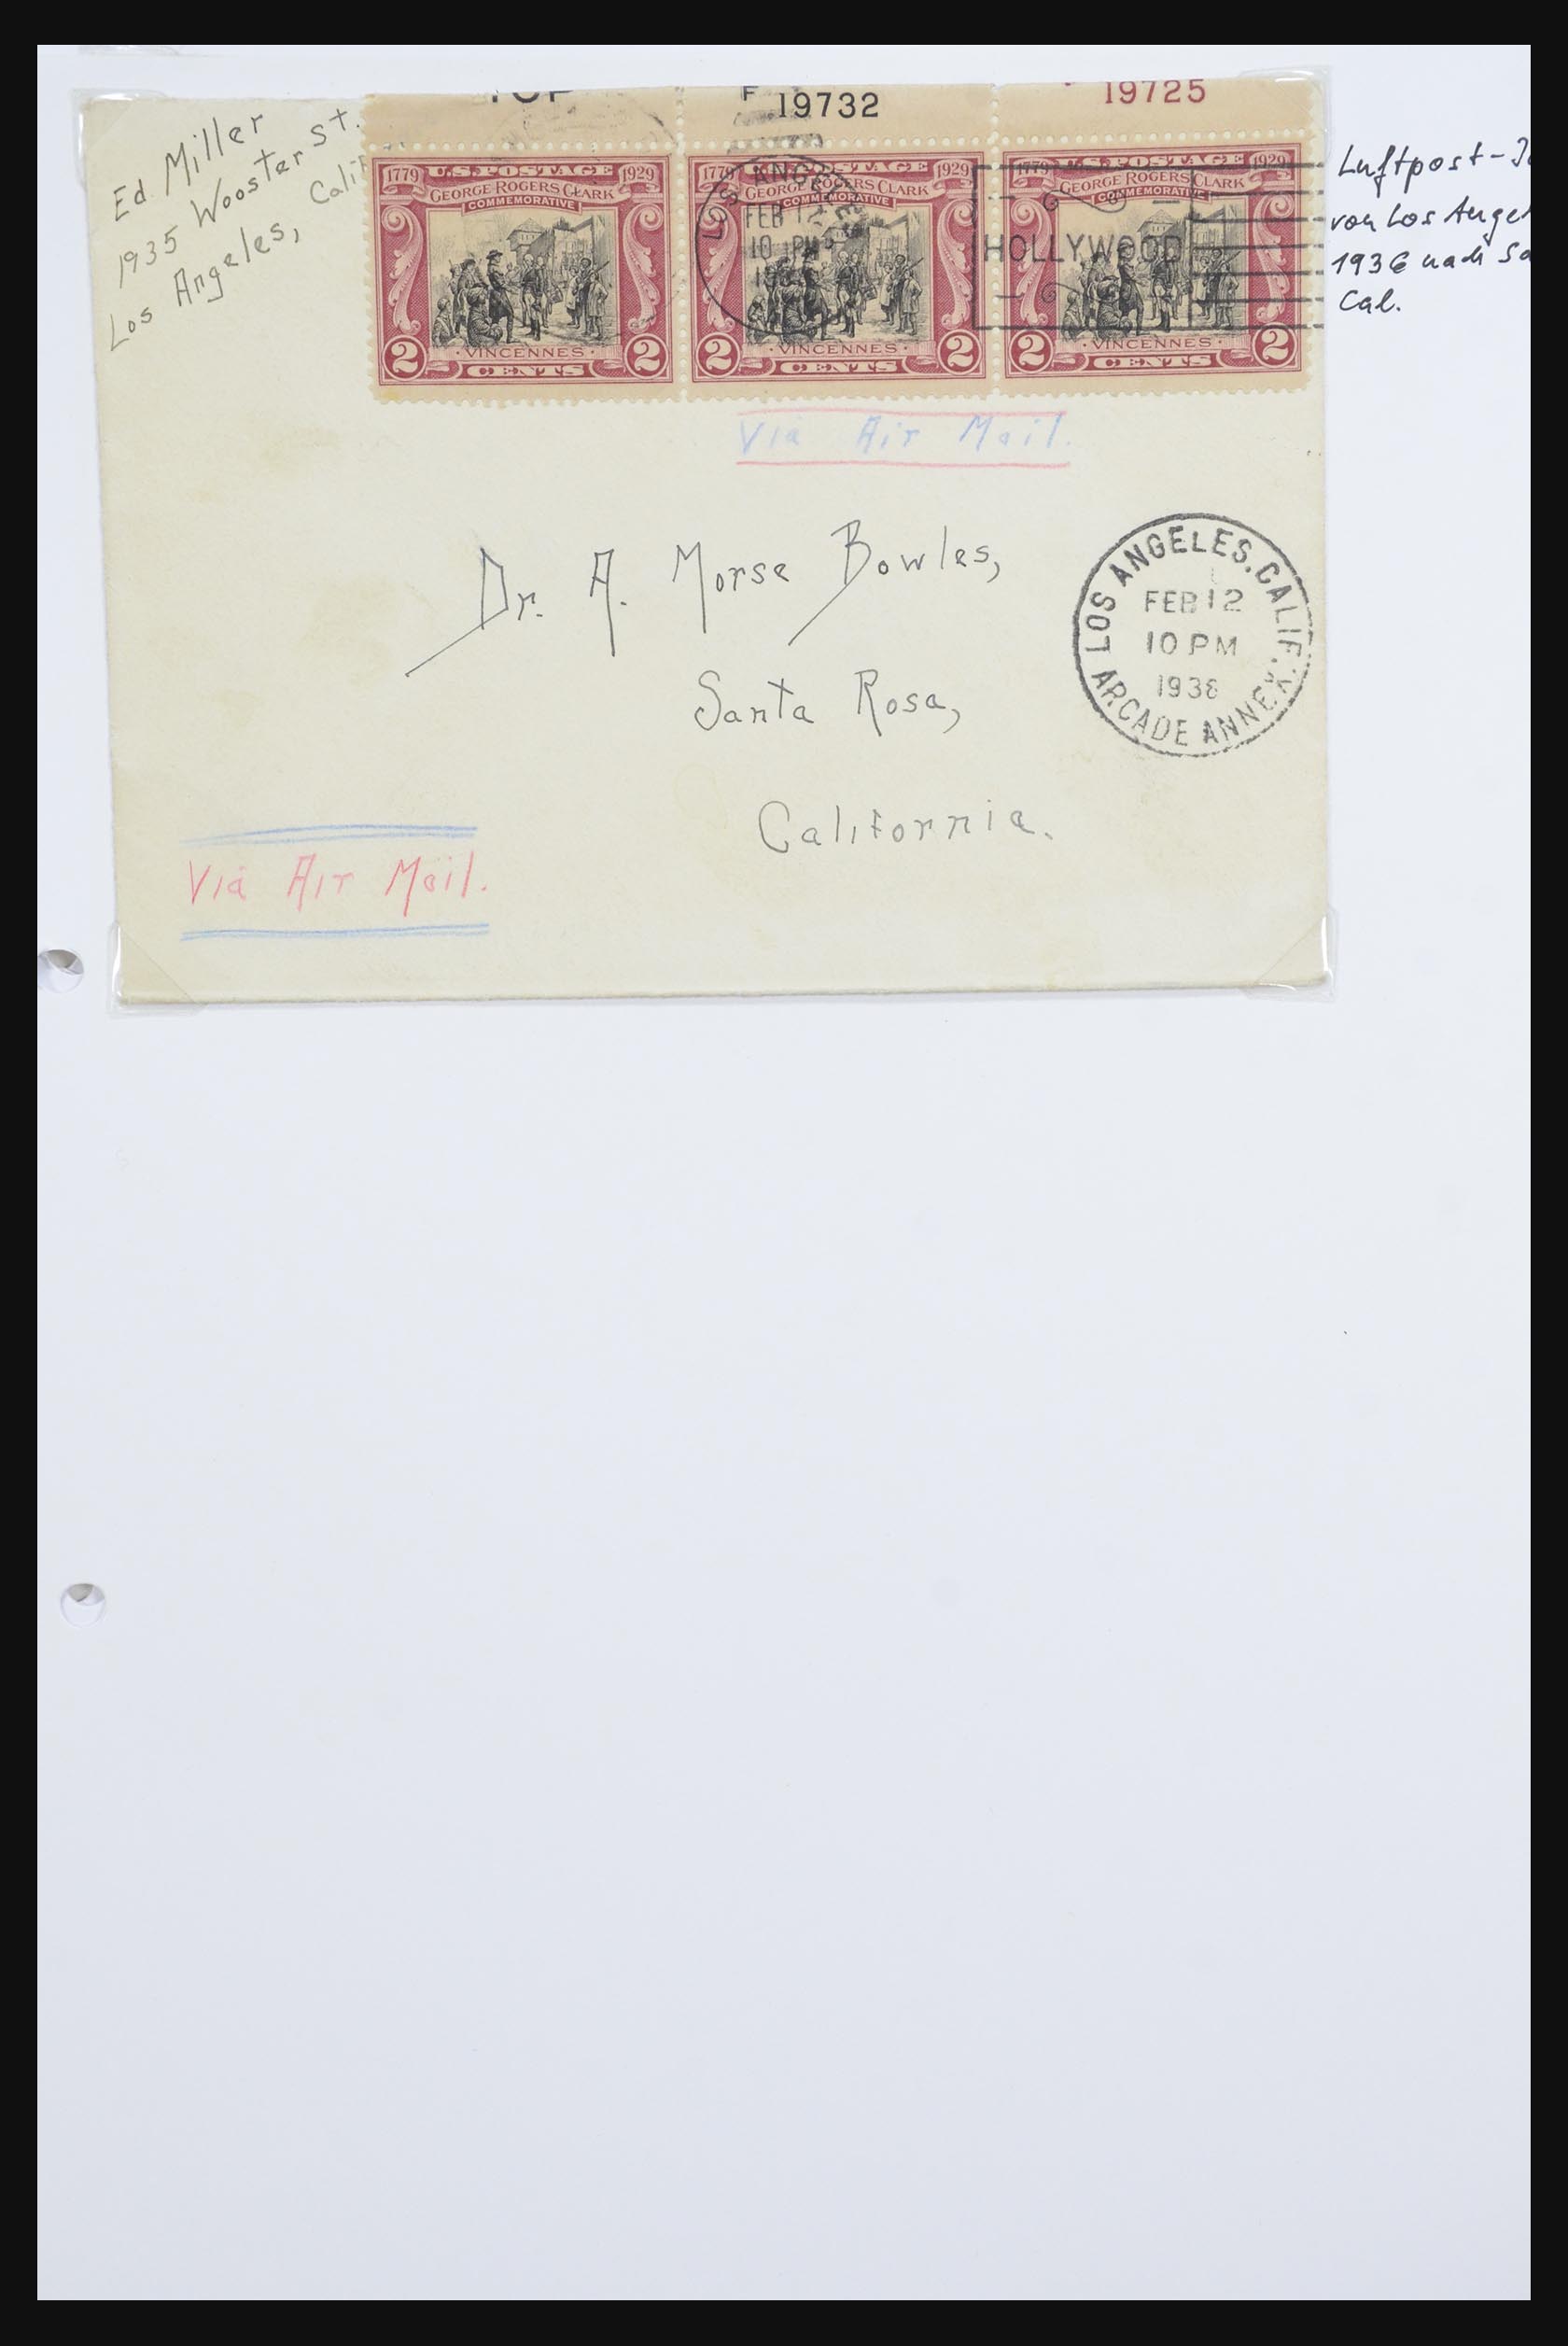 Ed. Miller
1935 Wooster St.
Los Angeles, Calif
TOP
F 19732
19725
1779 U.S. POSTAGE 1929
GEORGE ROGERS CLARK
COMMEMORATIVE
VINCENNES
2 CENTS 2
1779 U.S. POSTAGE 1929
GEORGE ROGERS CLARK
COMMEMORATIVE
VINCENNES
2 CENTS 2
1779 U.S. POSTAGE 1929
GEORGE ROGERS CLARK
COMMEMORATIVE
VINCENNES
2 CENTS 2
LOS ANGELES
FEB 12
10 PM
HOLLYWOOD
Luftpost-
von Los Angel
1936 nach Sa
Cal.
Via Air Mail.
Dr. A. Morse Bowles,
Santa Rosa,
California.
LOS ANGELES, CALIF.
FEB 12
10 PM
ARCADE ANNEX.
Via Air Mail.